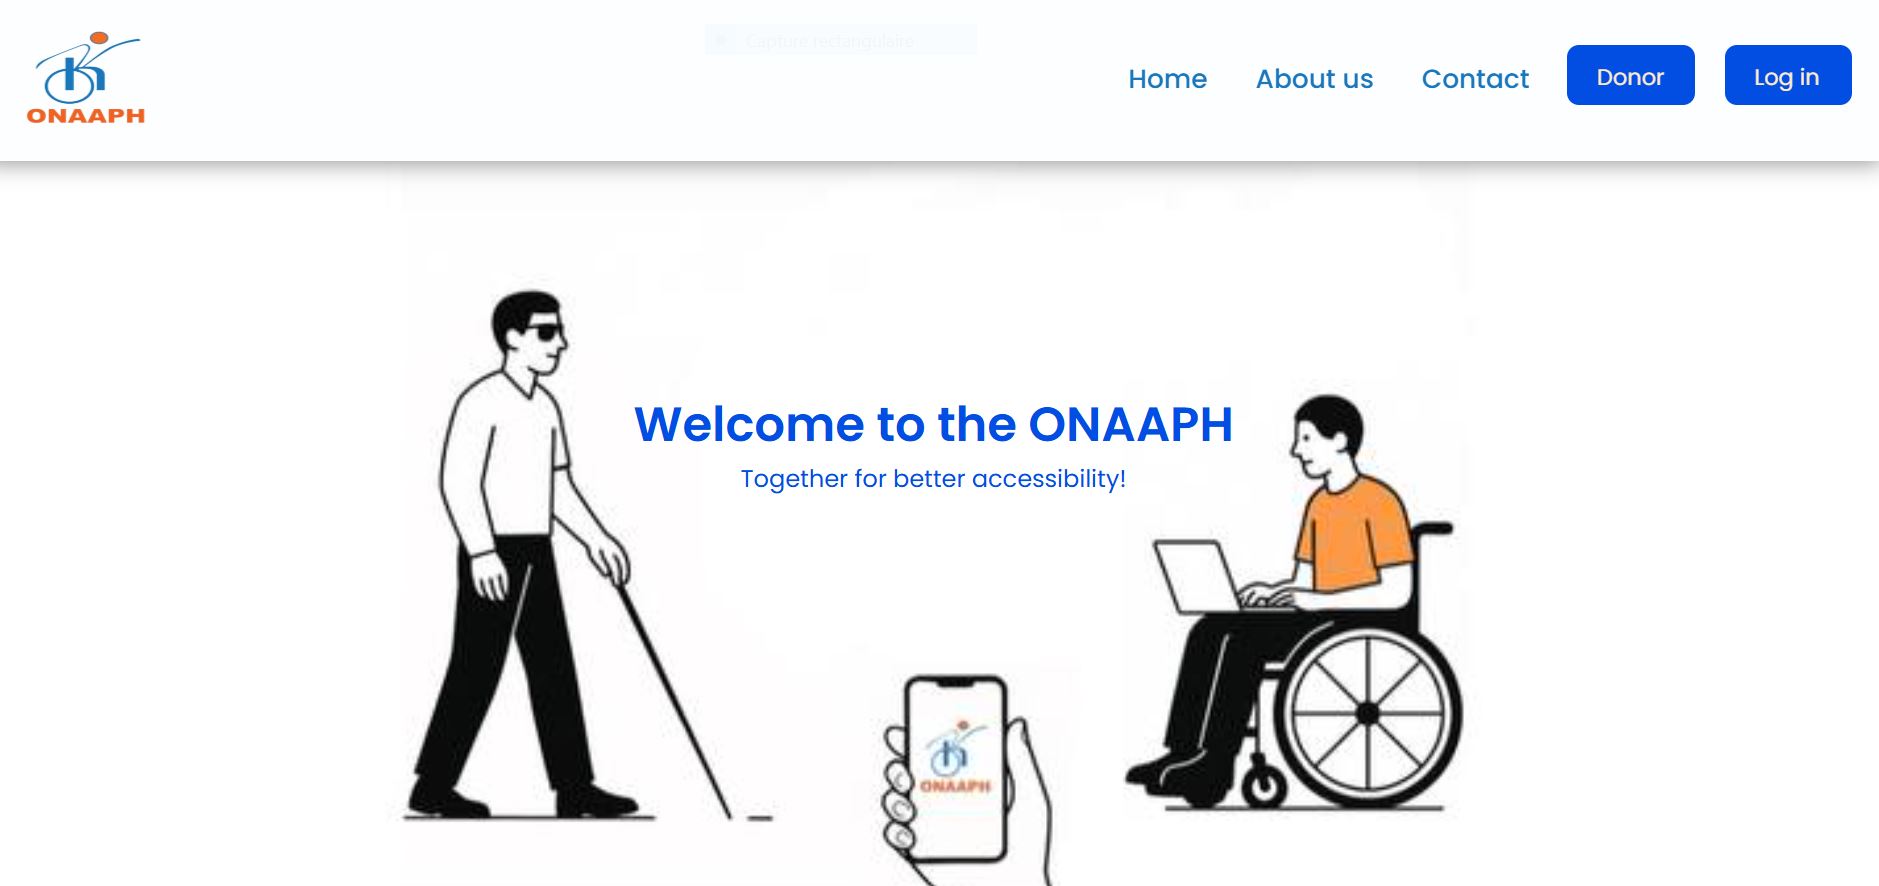 Capture rectangulaire
ONAAPH
Home
About us
Contact
Donor
Log in
Welcome to the ONAAPH
Together for better accessibility!
ONAAPH